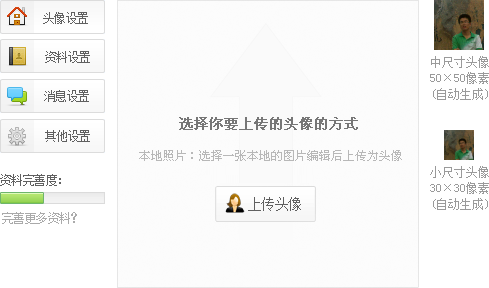 头像设置
资料设置
消息设置
其他设置
资料完善度：
完善更多资料？
选择你要上传的头像的方式
本地照片：选择一张本地的图片编辑后上传为头像
上传头像
中尺寸头像
50×50像素
(自动生成)
小尺寸头像
30×30像素
(自动生成)